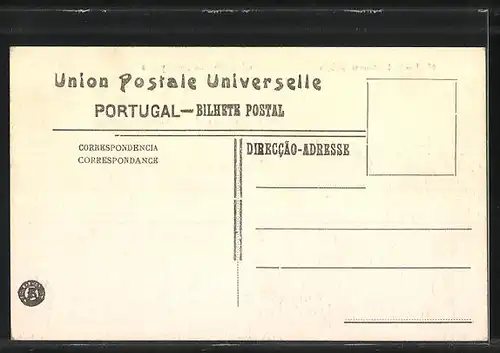 Union Postale Universelle
PORTUGAL—BILHETE POSTAL
CORRESPONDENCIA
CORRESPONDANCE
DIRECÇÃO-ADRESSE